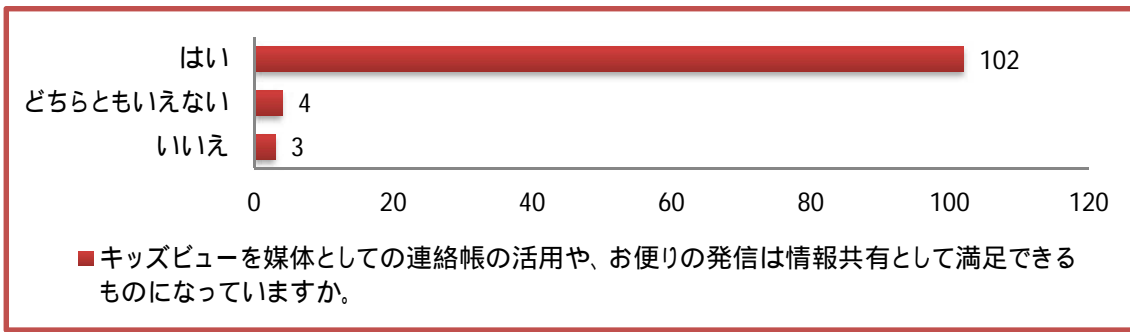 はい 102
どちらともいえない 4
いいえ 3
0 20 40 60 80 100 120
キッズビューを媒体としての連絡帳の活用や、お便りの発信は情報共有として満足できる
ものになっていますか。